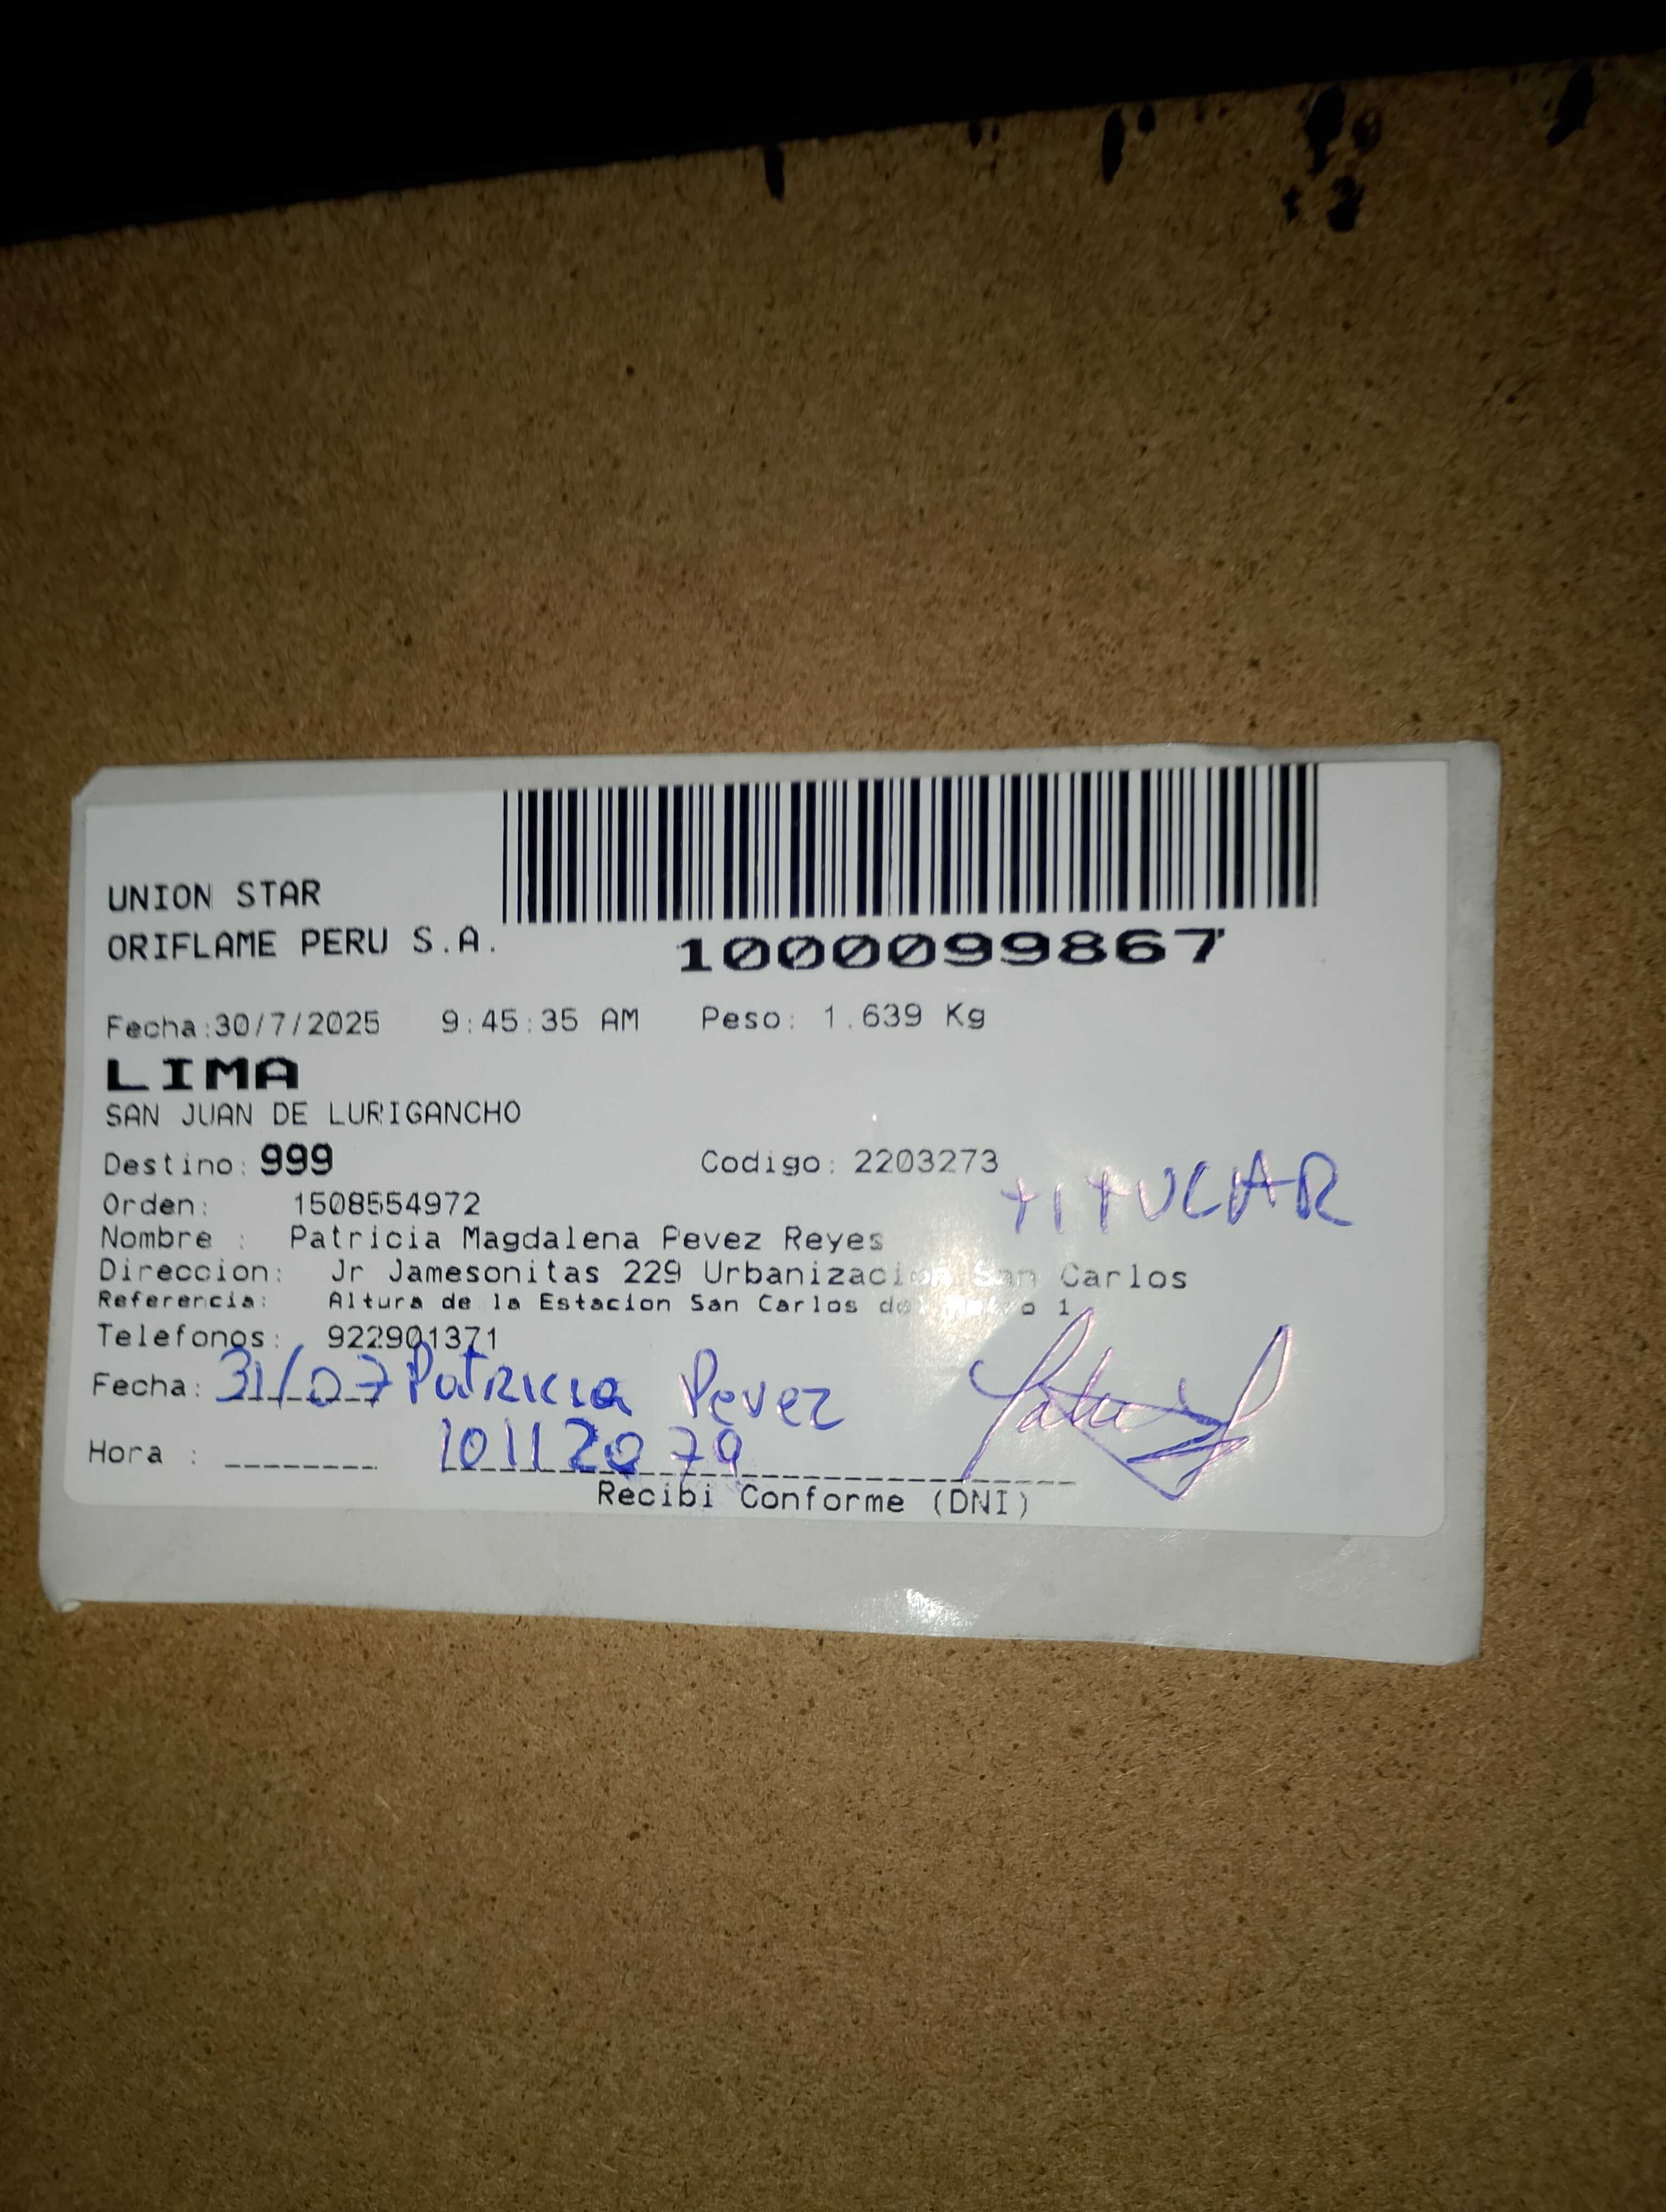 UNION STAR
ORIFLAME PERU S.A.
1000099867
Fecha:30/7/2025 9:45:35 AM Peso: 1.639 Kg
LIMA
SAN JUAN DE LURIGANCHO
Destino: 999 Codigo: 2203273
TITULAR
Orden: 1508554972
Nombre : Patricia Magdalena Pevez Reyes
Direccion: Jr Jamesonitas 229 Urbanizacion San Carlos
Referencia: Altura de la Estacion San Carlos 1
Telefonos: 922901371
Fecha: 31/07 Patricia Pevez
Hora : 10112079
Recibi Conforme (DNI)